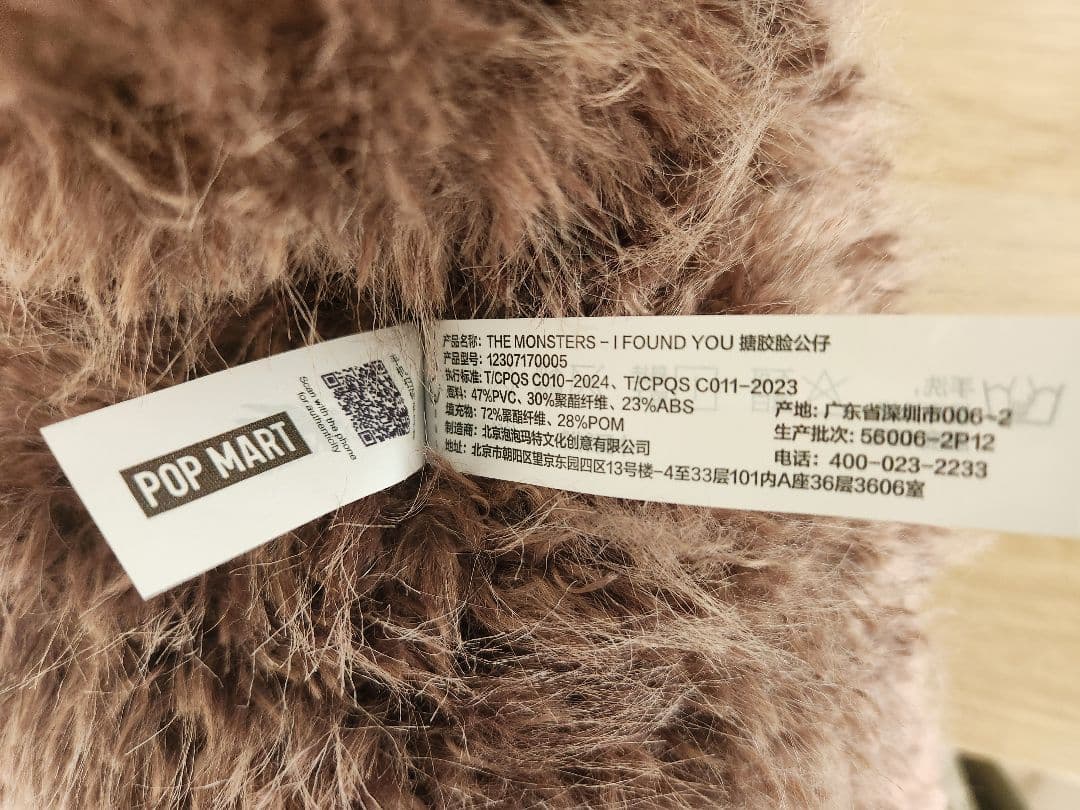 POP MART
Scan with the phone
for authenticity
产品名称: THE MONSTERS – I FOUND YOU 搪胶脸公仔
产品型号: 12307170005
执行标准: T/CPQS C010-2024、T/CPQS C011-2023
面料: 47%PVC、30%聚酯纤维、23%ABS
填充物: 72%聚酯纤维、28%POM
制造商: 北京泡泡玛特文化创意有限公司
地址: 北京市朝阳区望京东园四区13号楼-4至33层101内A座36层3606室
产地: 广东省深圳市006-2
生产批次: 56006-2P12
电话: 400-023-2233
手洗